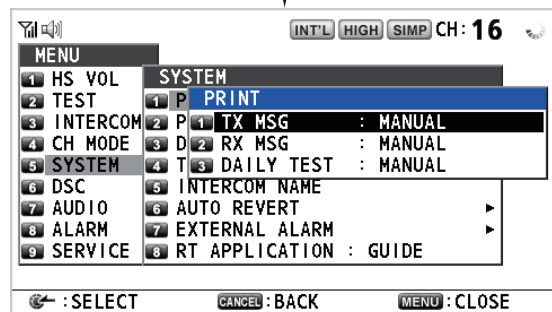 INT'L HIGH SIMP CH: 16
MENU
1 HS VOL
2 TEST
3 INTERCOM
4 CH MODE
5 SYSTEM
6 DSC
7 AUDIO
8 ALARM
9 SERVICE
SYSTEM
1 P
2 P
3 D
4 T
5 INTERCOM NAME
6 AUTO REVERT
7 EXTERNAL ALARM
8 RT APPLICATION : GUIDE
PRINT
1 TX MSG : MANUAL
2 RX MSG : MANUAL
3 DAILY TEST : MANUAL
: SELECT CANCEL : BACK MENU : CLOSE